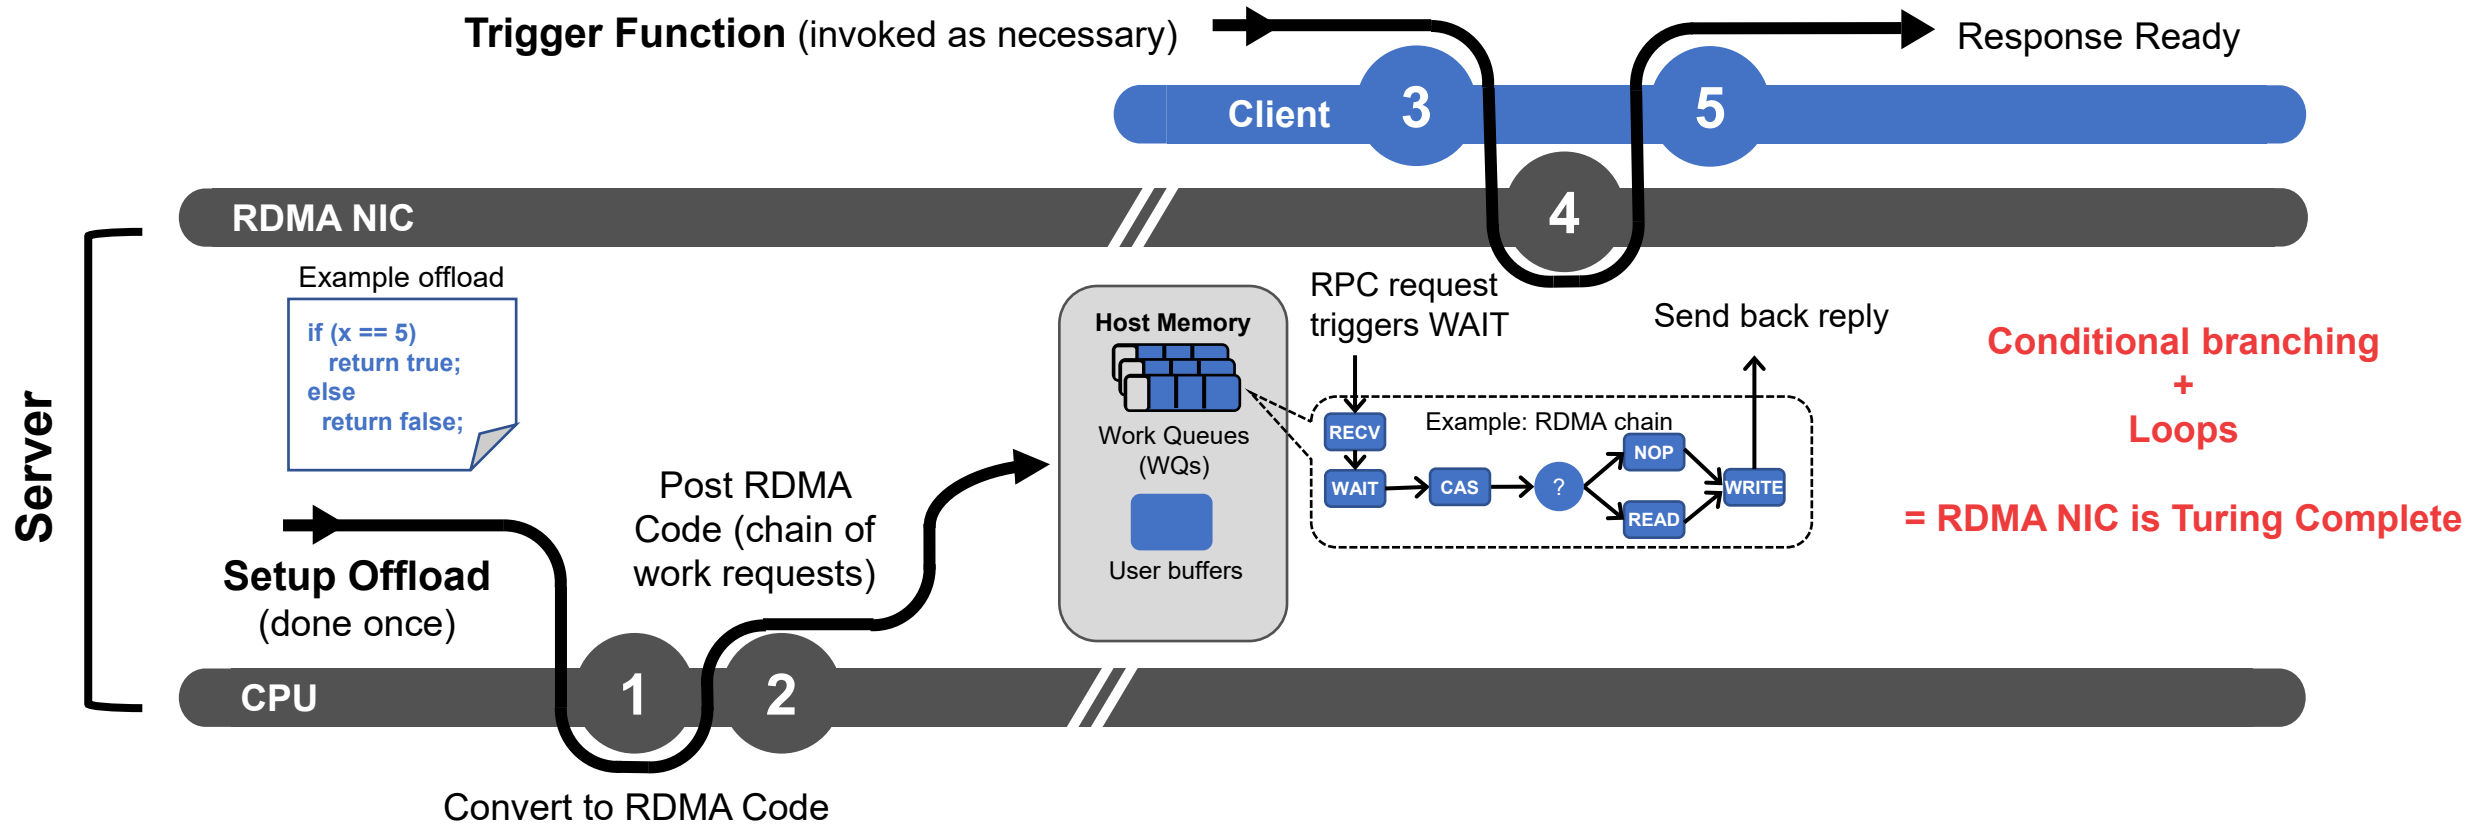 Trigger Function (invoked as necessary)
Response Ready
Client
3
5
RDMA NIC
4
Server
Example offload
if (x == 5)
return true;
else
return false;
Setup Offload
(done once)
Post RDMA
Code (chain of
work requests)
Host Memory
Work Queues
(WQs)
User buffers
RPC request
triggers WAIT
Send back reply
Example: RDMA chain
RECV
WAIT
CAS
?
NOP
READ
WRITE
Conditional branching
+
Loops
= RDMA NIC is Turing Complete
CPU
1
2
Convert to RDMA Code